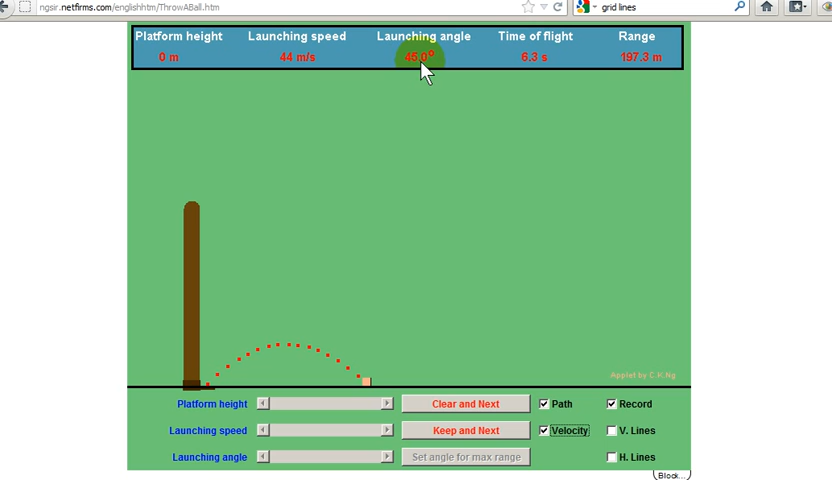 ngsir.netfirms.com/englishhtm/ThrowABall.htm
grid lines
Platform height Launching speed Launching angle Time of flight Range
0 m 44 m/s 45.0° 6.3 s 197.3 m
Applet by C.K.Ng
Platform height Clear and Next Path Record
Launching speed Keep and Next Velocity V. Lines
Launching angle Set angle for max range H. Lines
Block...